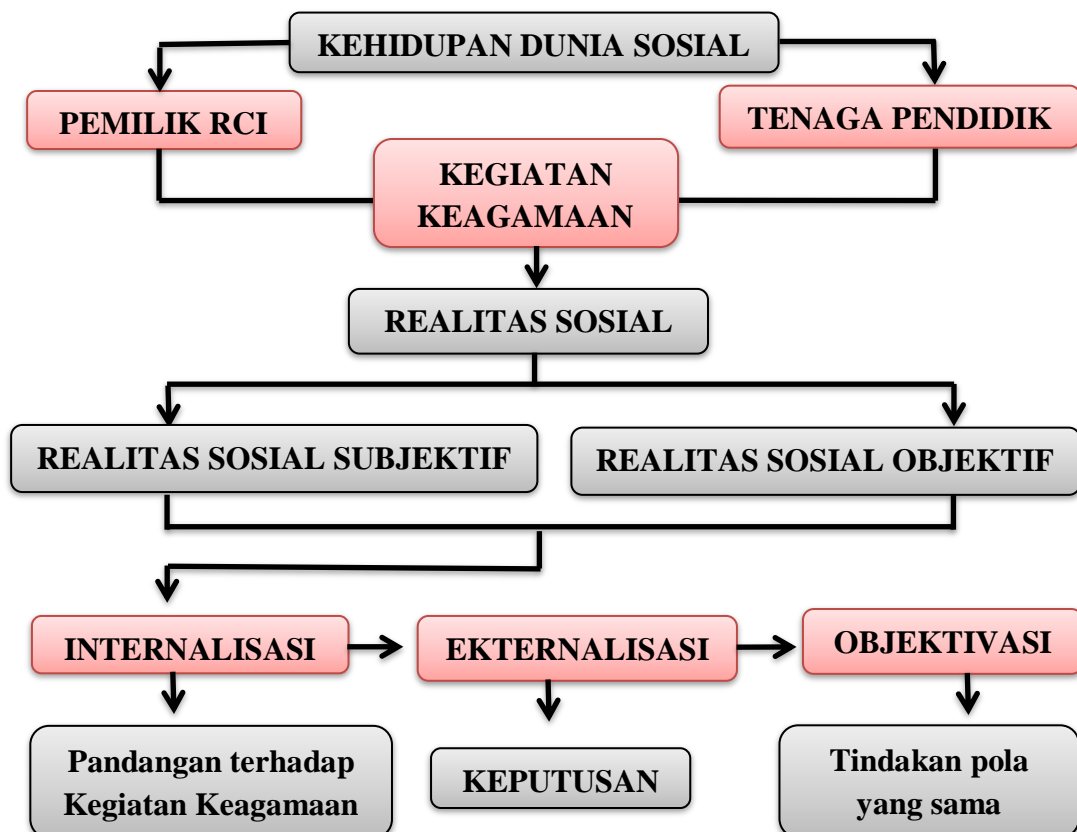 KEHIDUPAN DUNIA SOSIAL
PEMILIK RCI
TENAGA PENDIDIK
KEGIATAN
KEAGAMAAN
REALITAS SOSIAL
REALITAS SOSIAL SUBJEKTIF
REALITAS SOSIAL OBJEKTIF
INTERNALISASI
EKTERNALISASI
OBJEKTIVASI
Pandangan terhadap
Kegiatan Keagamaan
KEPUTUSAN
Tindakan pola
yang sama